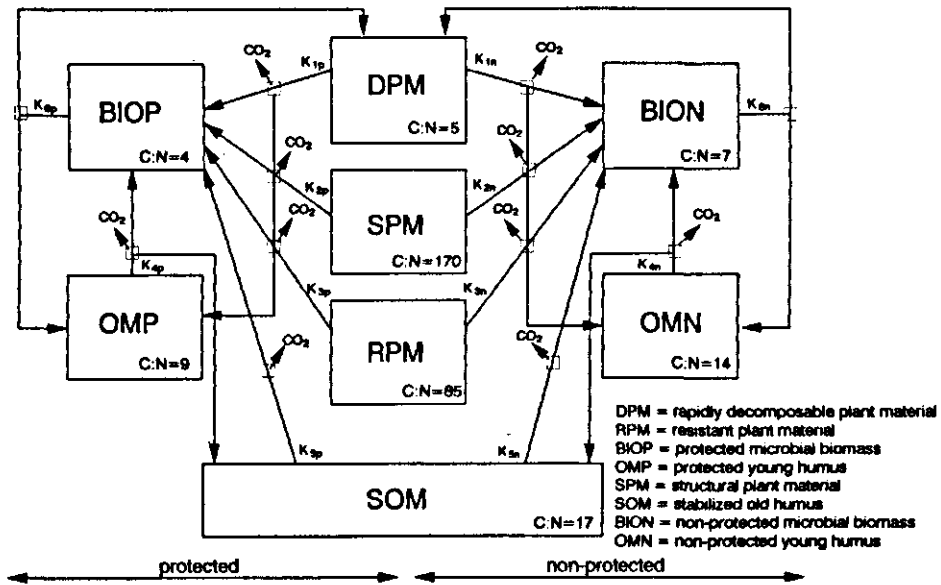 CO2
K1p
DPM
C:N=5
K1n
CO2
K6p
BIOP
C:N=4
BION
C:N=7
K6n
CO2
K2p
SPM
C:N=170
K2n
CO2
CO2
K4p
CO2
K3p
K3n
CO2
K4n
CO2
OMP
C:N=9
RPM
C:N=85
OMN
C:N=14
CO2
CO2
K5p
K5n
SOM
C:N=17
DPM = rapidly decomposable plant material
RPM = resistant plant material
BIOP = protected microbial biomass
OMP = protected young humus
SPM = structural plant material
SOM = stabilized old humus
BION = non-protected microbial biomass
OMN = non-protected young humus
protected
non-protected